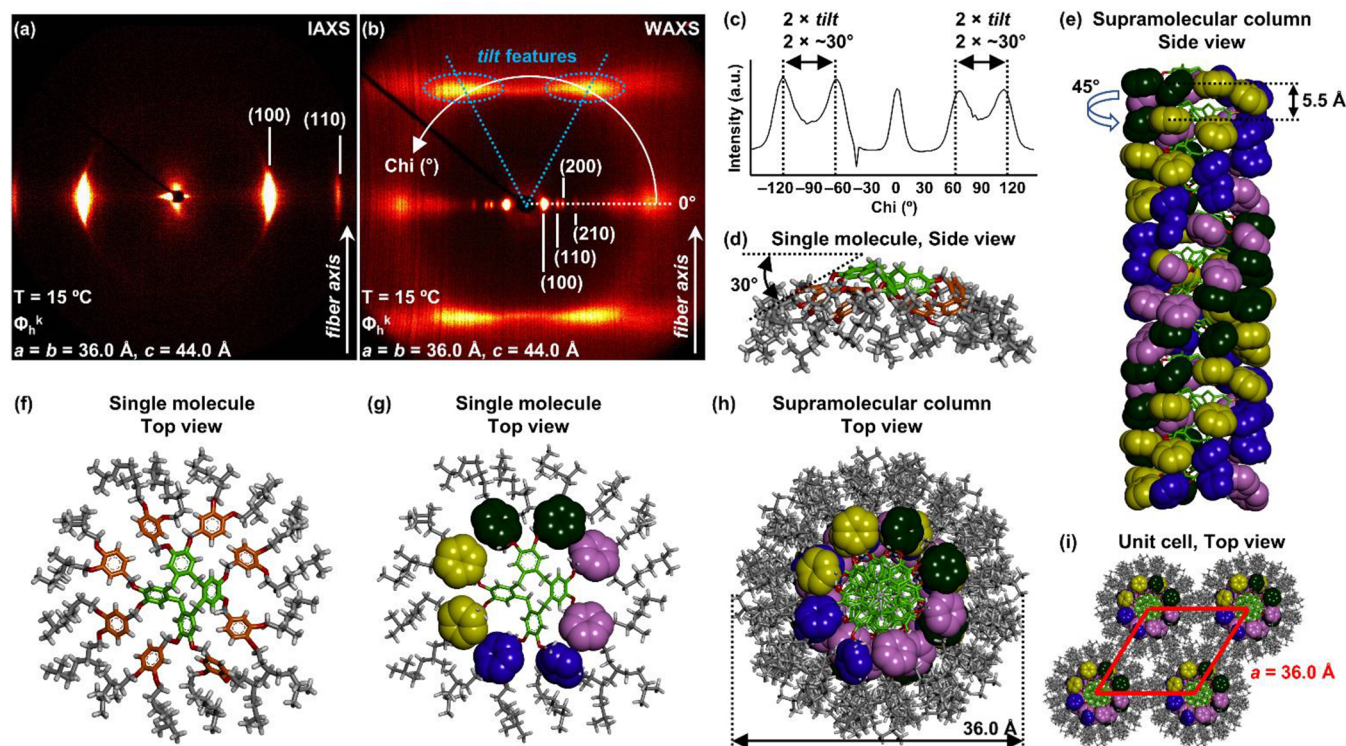 (a)
IAXS
(100)
(110)
T = 15 ºC
Φhᵏ
a = b = 36.0 Å, c = 44.0 Å
fiber axis
(b)
WAXS
tilt features
Chi (°)
(200)
0°
(210)
(110)
(100)
T = 15 ºC
Φhᵏ
a = b = 36.0 Å, c = 44.0 Å
fiber axis
(c)
2 × tilt
2 × ~30°
2 × tilt
2 × ~30°
Intensity (a.u.)
–120 –90 –60 –30 0 30 60 90 120
Chi (º)
(d)
Single molecule, Side view
30º
(e)
Supramolecular column
Side view
45º
5.5 Å
(f)
Single molecule
Top view
(g)
Single molecule
Top view
(h)
Supramolecular column
Top view
36.0 Å
(i)
Unit cell, Top view
a = 36.0 Å